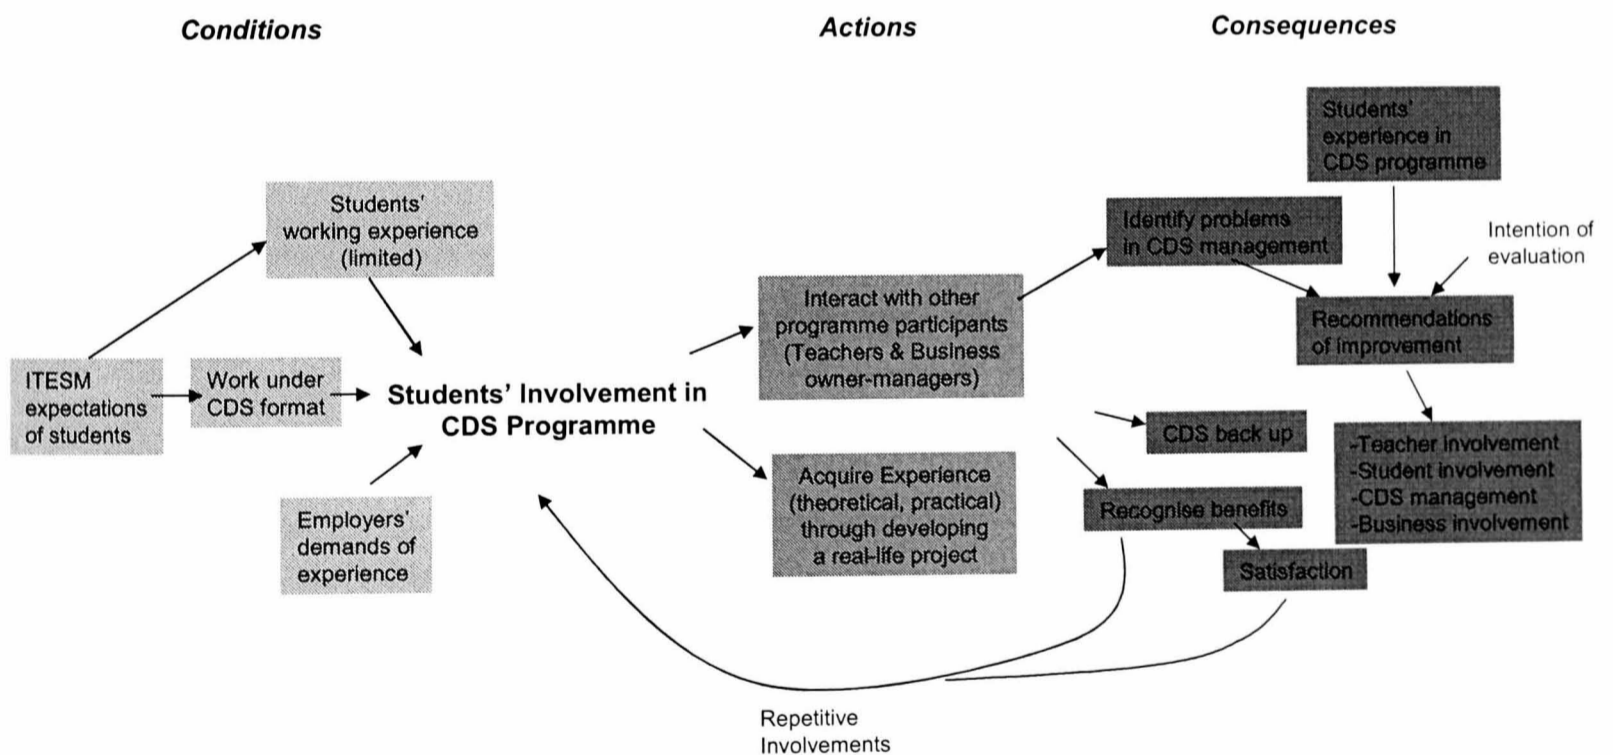 Conditions
Actions
Consequences
Students'
experience in
CDS programme
Students'
working experience
(limited)
Identify problems
in CDS management
Intention of
evaluation
Interact with other
programme participants
(Teachers & Business
owner-managers)
Recommendations
of improvement
ITESM
expectations
of students
Work under
CDS format
Students' Involvement in
CDS Programme
CDS back up
-Teacher involvement
-Student involvement
-CDS management
-Business involvement
Acquire Experience
(theoretical, practical)
through developing
a real-life project
Recognise benefits
Employers'
demands of
experience
Satisfaction
Repetitive
Involvements